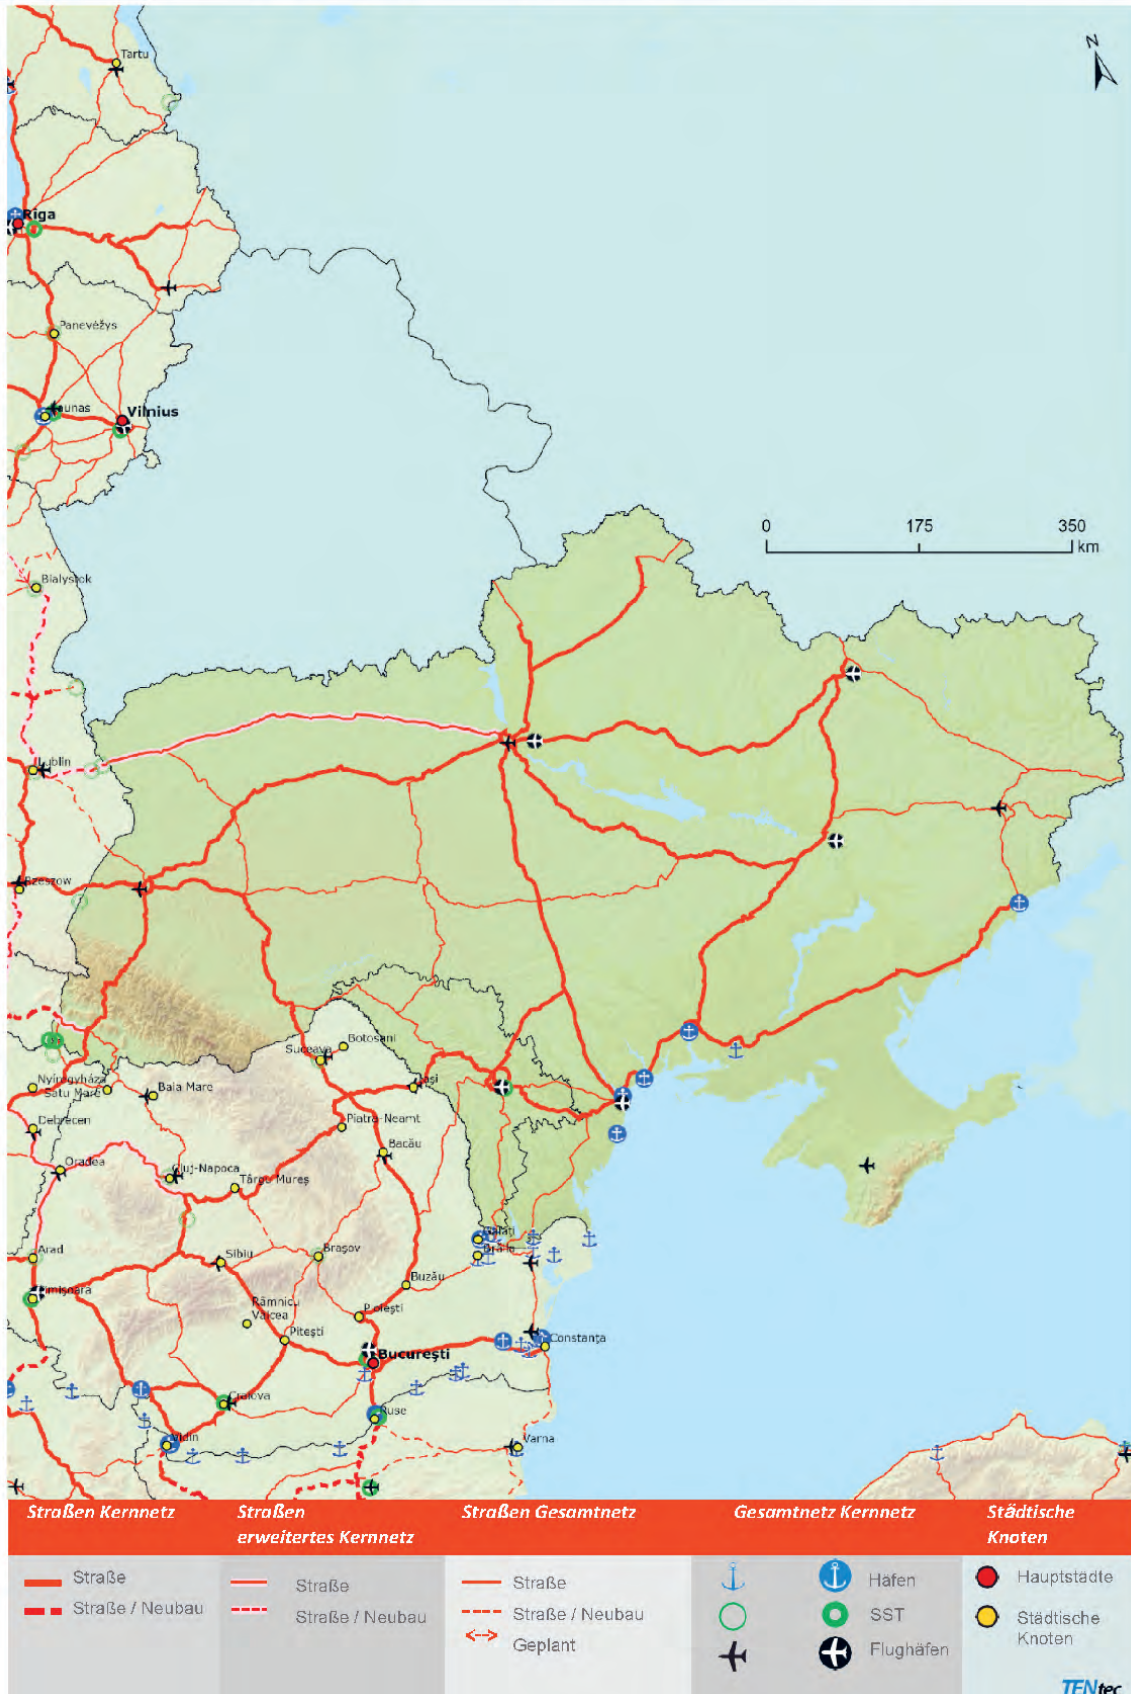 Tartu
N
Riga
Panevėžys
aunas
Vilnius
0 175 350
km
Bialystok
Lublin
Rzeszow
Botoșani
Suceava
Nyíregyháza
Satu Mare
Baia Mare
Iași
Debrecen
Piatra-Neamt
Bacău
Oradea
Cluj-Napoca
Târgu Mureș
Galați
Brăila
Arad
Sibiu
Brașov
Buzău
Timișoara
Râmnicu
Valcea
Ploiești
Pitești
Constanța
București
Craiova
Ruse
Vidin
Varna
Straßen Kernnetz
Straßen
erweitertes Kernnetz
Straßen Gesamtnetz
Gesamtnetz Kernnetz
Städtische
Knoten
Straße
Straße / Neubau
Straße
Straße / Neubau
Straße
Straße / Neubau
Geplant
Häfen
SST
Flughäfen
Hauptstädte
Städtische
Knoten
TENtec